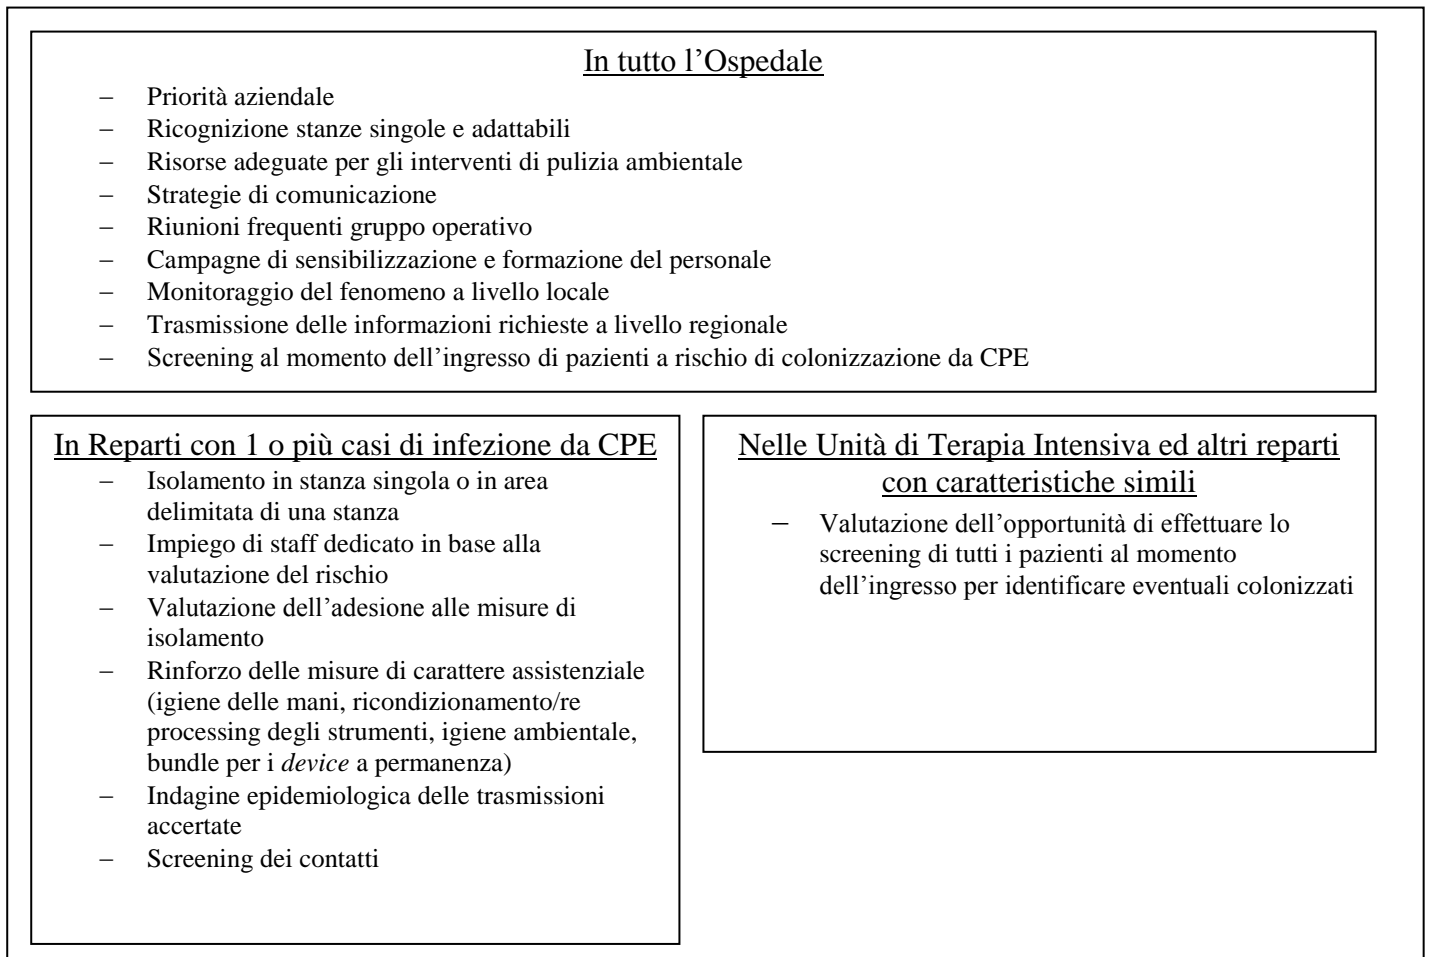 In tutto l’Ospedale
– Priorità aziendale
– Ricognizione stanze singole e adattabili
– Risorse adeguate per gli interventi di pulizia ambientale
– Strategie di comunicazione
– Riunioni frequenti gruppo operativo
– Campagne di sensibilizzazione e formazione del personale
– Monitoraggio del fenomeno a livello locale
– Trasmissione delle informazioni richieste a livello regionale
– Screening al momento dell’ingresso di pazienti a rischio di colonizzazione da CPE
In Reparti con 1 o più casi di infezione da CPE
– Isolamento in stanza singola o in area
delimitata di una stanza
– Impiego di staff dedicato in base alla
valutazione del rischio
– Valutazione dell’adesione alle misure di
isolamento
– Rinforzo delle misure di carattere assistenziale
(igiene delle mani, ricondizionamento/re
processing degli strumenti, igiene ambientale,
bundle per i device a permanenza)
– Indagine epidemiologica delle trasmissioni
accertate
– Screening dei contatti
Nelle Unità di Terapia Intensiva ed altri reparti
con caratteristiche simili
– Valutazione dell’opportunità di effettuare lo
screening di tutti i pazienti al momento
dell’ingresso per identificare eventuali colonizzati